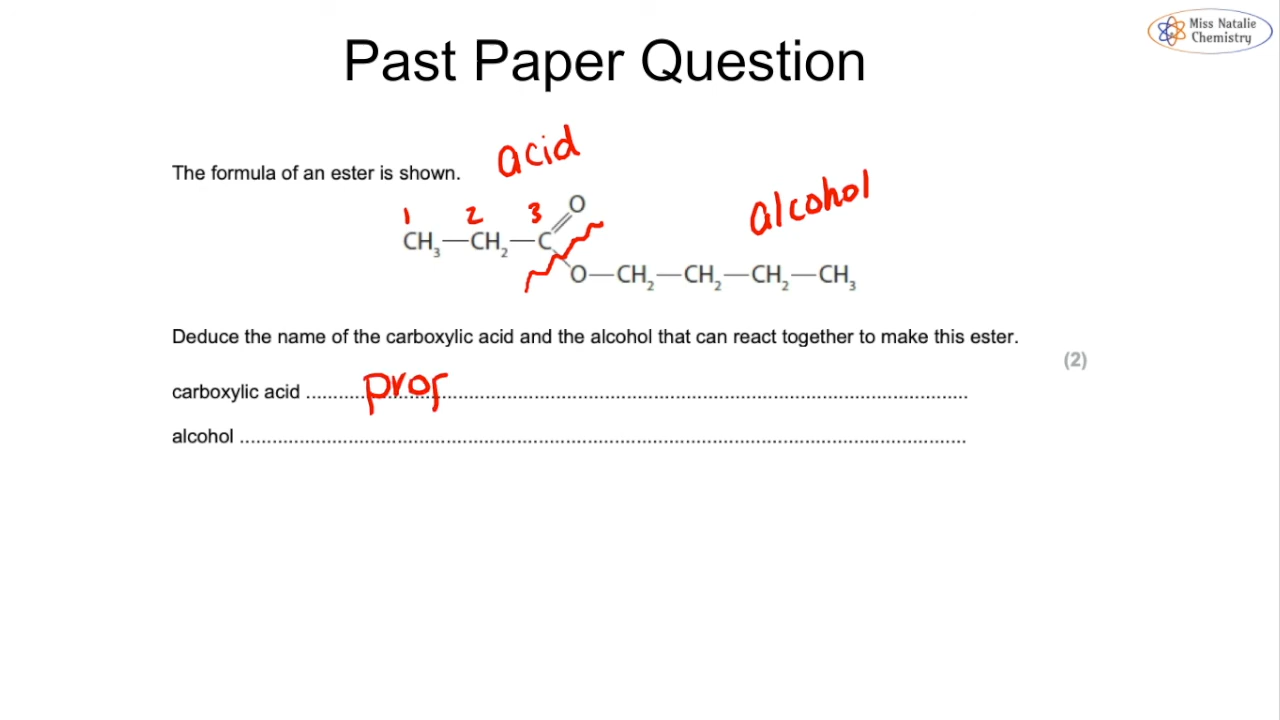 Miss Natalie
Chemistry
Past Paper Question
acid
The formula of an ester is shown.
alcohol
1 2 3
O
CH₃—CH₂—C
O—CH₂—CH₂—CH₂—CH₃
Deduce the name of the carboxylic acid and the alcohol that can react together to make this ester.
(2)
carboxylic acid .......... prop ..........
alcohol ..........